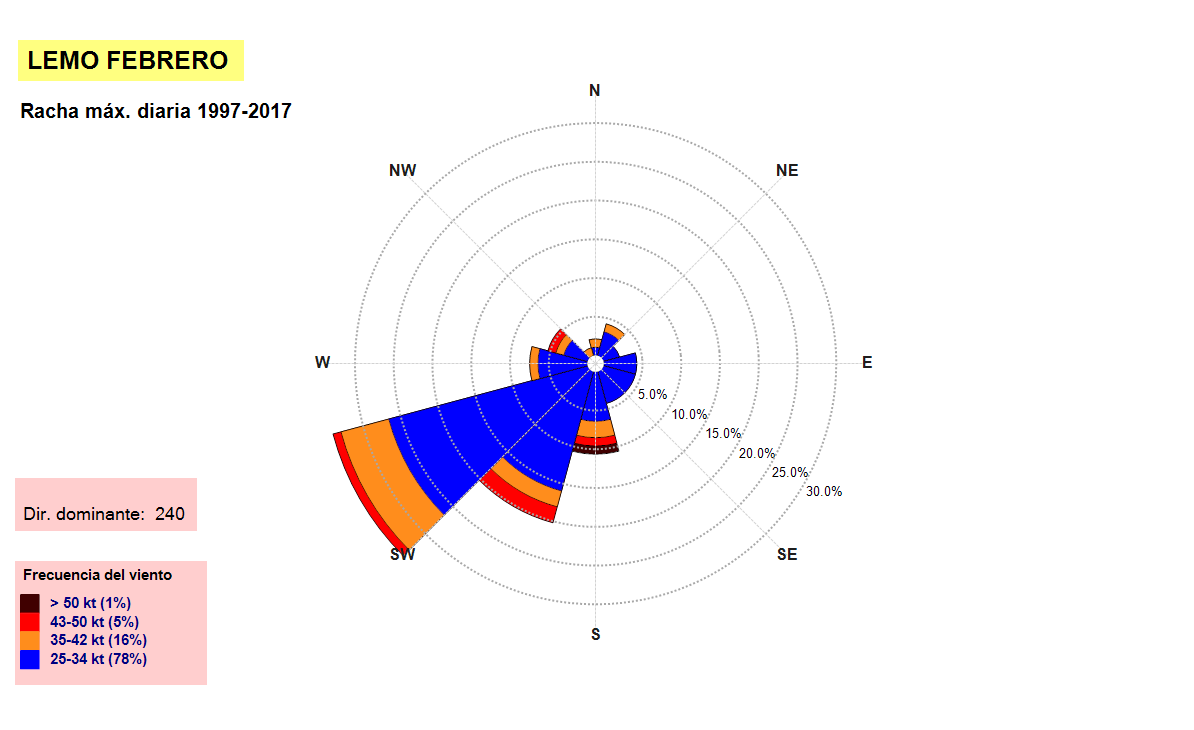 LEMO FEBRERO
Racha máx. diaria 1997-2017
N
NW
NE
W
E
5.0%
10.0%
15.0%
20.0%
25.0%
30.0%
SW
SE
S
Dir. dominante: 240
Frecuencia del viento
> 50 kt (1%)
43-50 kt (5%)
35-42 kt (16%)
25-34 kt (78%)